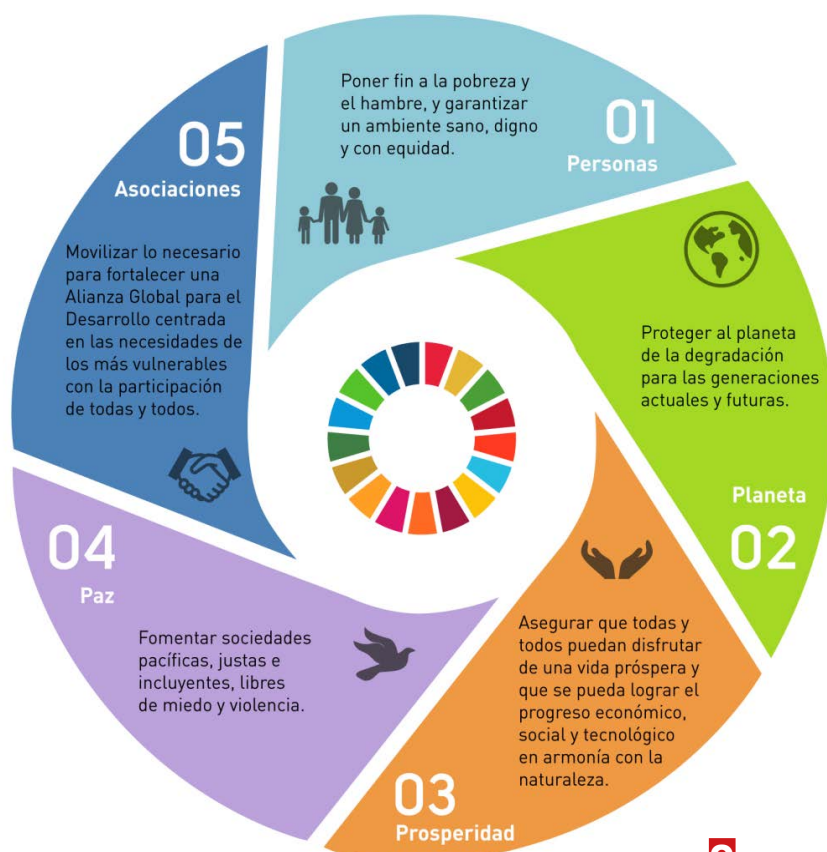 Poner fin a la pobreza y
el hambre, y garantizar
un ambiente sano, digno
y con equidad.
01
Personas
Proteger al planeta
de la degradación
para las generaciones
actuales y futuras.
Planeta
02
Asegurar que todas y
todos puedan disfrutar
de una vida próspera y
que se pueda lograr el
progreso económico,
social y tecnológico
en armonía con la
naturaleza.
03
Prosperidad
04
Paz
Fomentar sociedades
pacíficas, justas e
incluyentes, libres
de miedo y violencia.
05
Asociaciones
Movilizar lo necesario
para fortalecer una
Alianza Global para el
Desarrollo centrada
en las necesidades de
los más vulnerables
con la participación
de todas y todos.